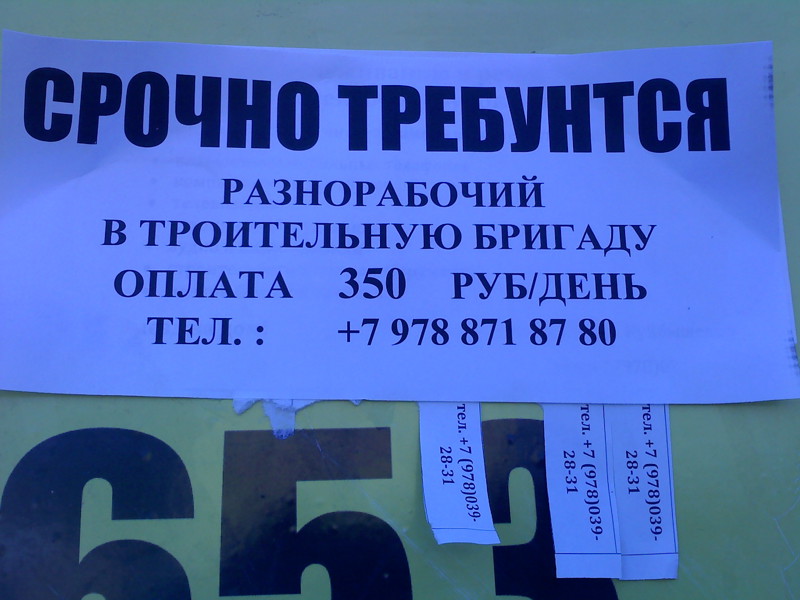 СРОЧНО ТРЕБУНТСЯ
РАЗНОРАБОЧИЙ
В ТРОИТЕЛЬНУЮ БРИГАДУ
ОПЛАТА 350 РУБ/ДЕНЬ
ТЕЛ. : +7 978 871 87 80
тел. +7 (978)039-
28-31
тел. +7 (978)039-
28-31
тел. +7 (978)039-
28-31
653